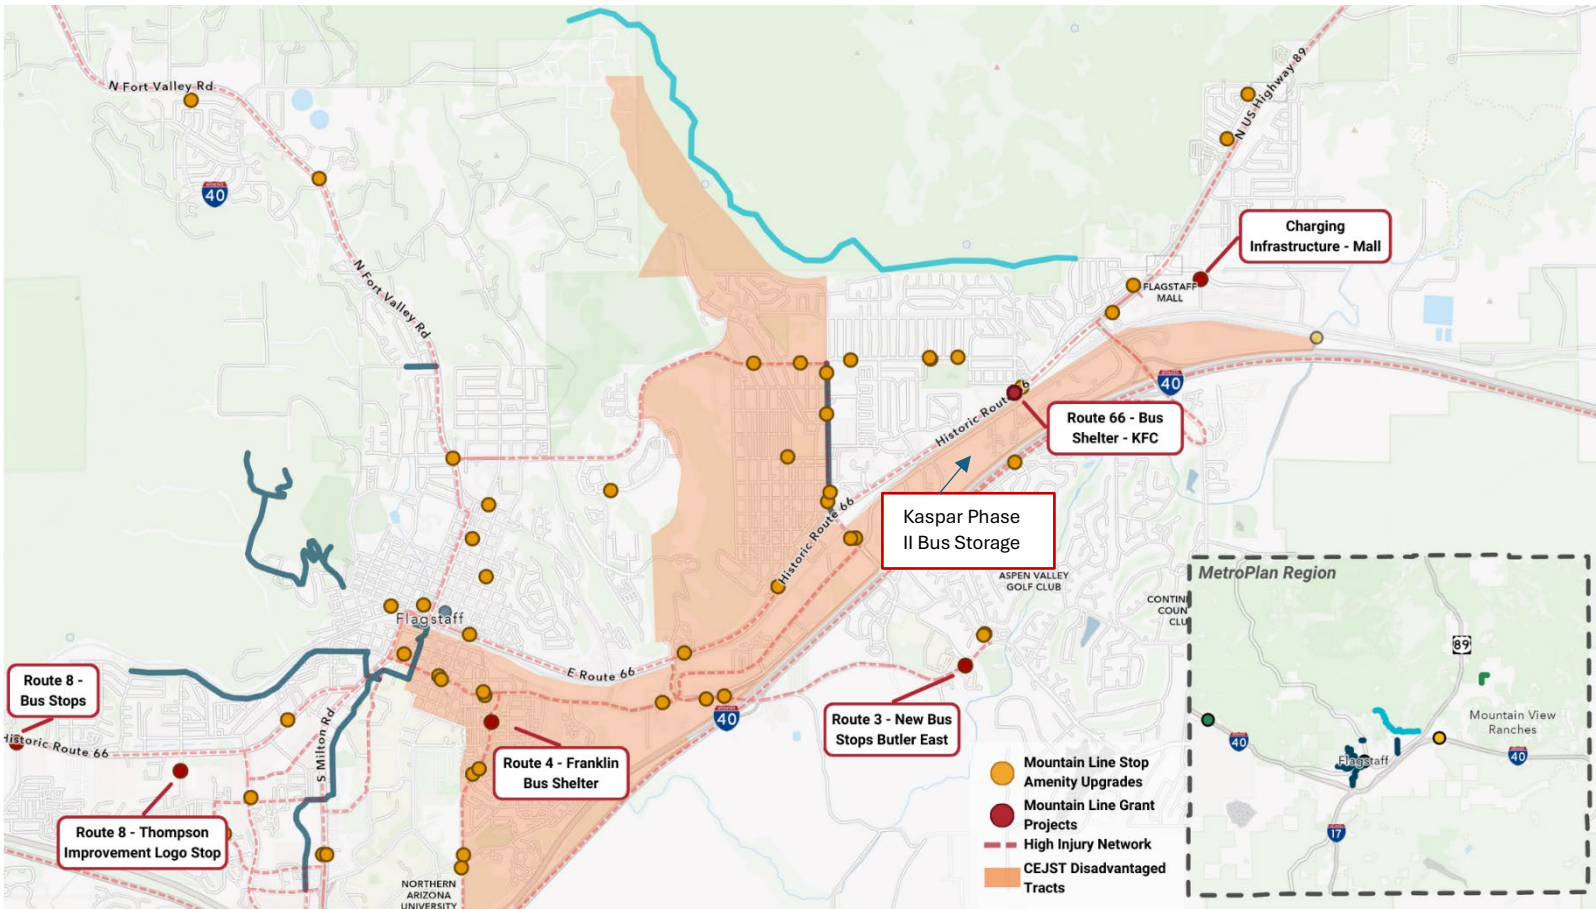 N Fort Valley Rd
40
N US Highway 89
Charging
Infrastructure - Mall
N Fort Valley Rd
FLAGSTAFF
MALL
40
Historic Route 66
Route 66 - Bus
Shelter - KFC
Historic Route 66
Kaspar Phase
II Bus Storage
ASPEN VALLEY
GOLF CLUB
CONTINE
COUN
CLU
Flagstaff
E Route 66
Route 8 -
Bus Stops
Historic Route 66
S Milton Rd
40
Route 3 - New Bus
Stops Butler East
Route 4 - Franklin
Bus Shelter
Route 8 - Thompson
Improvement Logo Stop
NORTHERN
ARIZONA
UNIVERSITY
Mountain Line Stop
Amenity Upgrades
Mountain Line Grant
Projects
High Injury Network
CEJST Disadvantaged
Tracts
MetroPlan Region
89
Mountain View
Ranches
40
40
Flagstaff
17